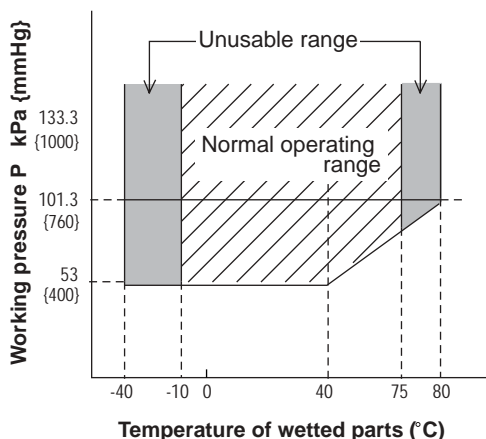 Unusable range
Working pressure P kPa {mmHg}
133.3
{1000}
Normal operating
range
101.3
{760}
53
{400}
-40 -10 0 40 75 80
Temperature of wetted parts (°C)